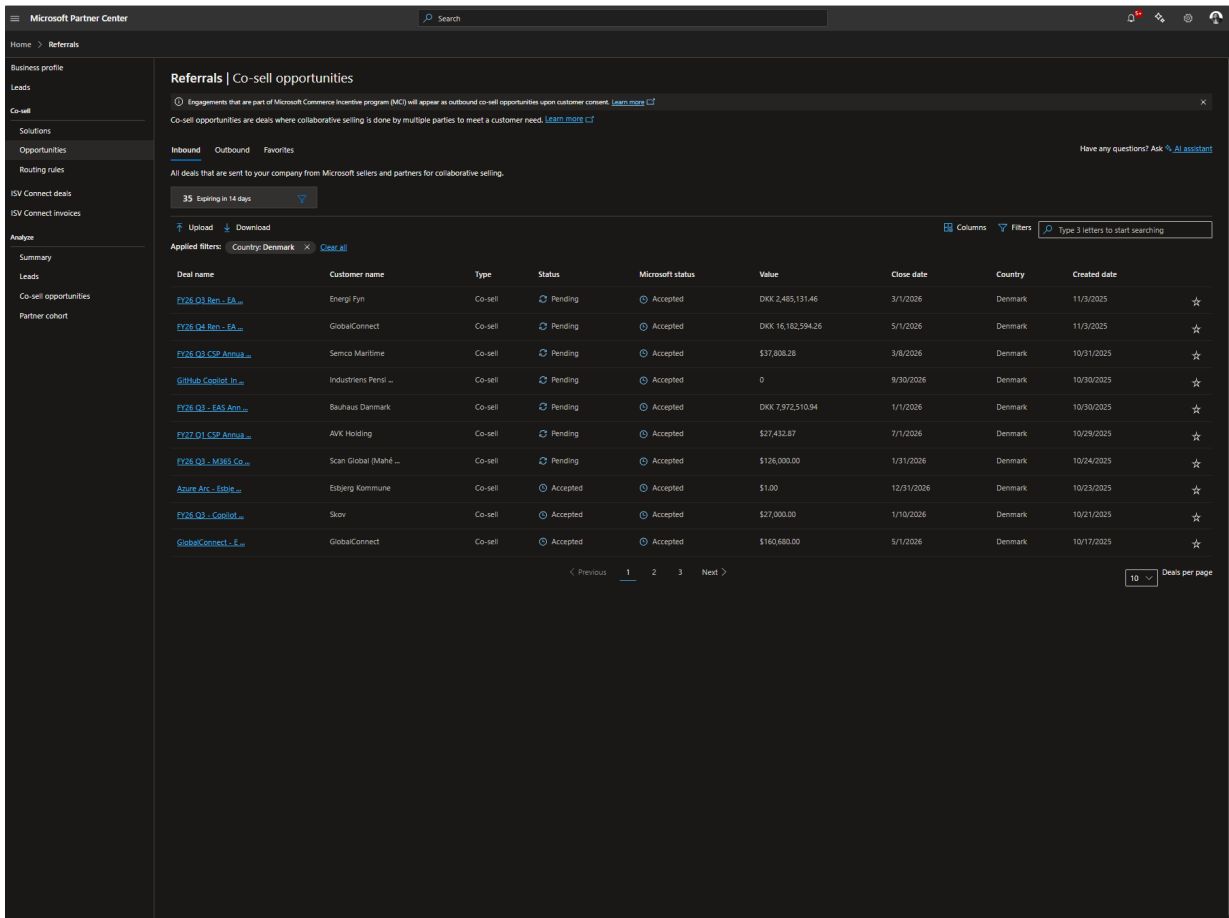 Microsoft Partner Center
Search
5+
Home > Referrals
Business profile
Leads
Co-sell
Solutions
Opportunities
Routing rules
ISV Connect deals
ISV Connect invoices
Analyze
Summary
Leads
Co-sell opportunities
Partner cohort
Referrals | Co-sell opportunities
Engagements that are part of Microsoft Commerce Incentive program (MCI) will appear as outbound co-sell opportunities upon customer consent. Learn more
Co-sell opportunities are deals where collaborative selling is done by multiple parties to meet a customer need. Learn more
Inbound Outbound Favorites
Have any questions? Ask AI assistant
All deals that are sent to your company from Microsoft sellers and partners for collaborative selling.
35 Expiring in 14 days
Upload Download
Columns Filters Type 3 letters to start searching
Applied filters: Country: Denmark × Clear all
Deal name Customer name Type Status Microsoft status Value Close date Country Created date
FY26 Q3 Ren - EA ... Energi Fyn Co-sell Pending Accepted DKK 2,485,131.46 3/1/2026 Denmark 11/3/2025
FY26 Q4 Ren - EA ... GlobalConnect Co-sell Pending Accepted DKK 16,182,594.26 5/1/2026 Denmark 11/3/2025
FY26 Q3 CSP Annua ... Semco Maritime Co-sell Pending Accepted $37,808.28 3/8/2026 Denmark 10/31/2025
GitHub Copilot In ... Industriens Pensi ... Co-sell Pending Accepted 0 9/30/2026 Denmark 10/30/2025
FY26 Q3 - EAS Ann ... Bauhaus Danmark Co-sell Pending Accepted DKK 7,972,510.94 1/1/2026 Denmark 10/30/2025
FY27 Q1 CSP Annua ... AVK Holding Co-sell Pending Accepted $27,432.87 7/1/2026 Denmark 10/29/2025
FY26 Q3 - M365 Co ... Scan Global (Mahé ... Co-sell Pending Accepted $126,000.00 1/31/2026 Denmark 10/24/2025
Azure Arc - Esbje ... Esbjerg Kommune Co-sell Accepted Accepted $1.00 12/31/2026 Denmark 10/23/2025
FY26 Q3 - Copilot ... Skov Co-sell Accepted Accepted $27,000.00 1/10/2026 Denmark 10/21/2025
GlobalConnect - E ... GlobalConnect Co-sell Accepted Accepted $160,680.00 5/1/2026 Denmark 10/17/2025
< Previous 1 2 3 Next >
10 Deals per page